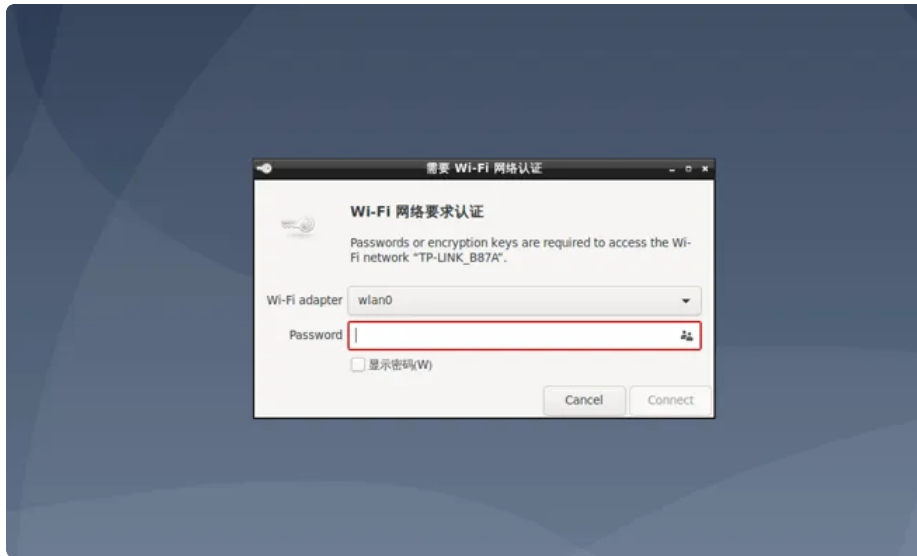 需要 Wi-Fi 网络认证
Wi-Fi 网络要求认证
Passwords or encryption keys are required to access the Wi-
Fi network "TP-LINK_B87A".
Wi-Fi adapter wlan0
Password
显示密码(W)
Cancel Connect